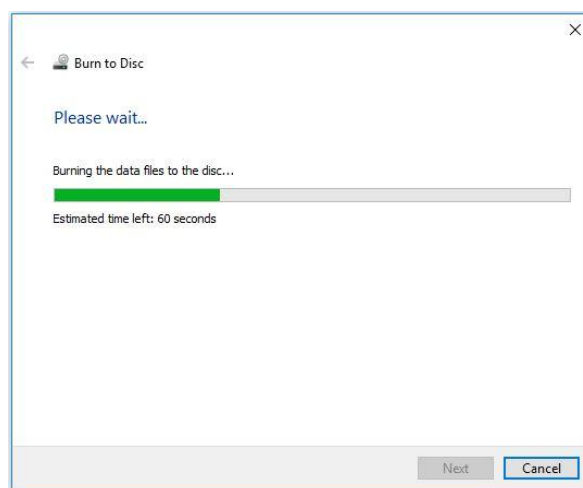 Burn to Disc
Please wait...
Burning the data files to the disc...
Estimated time left: 60 seconds
Next
Cancel